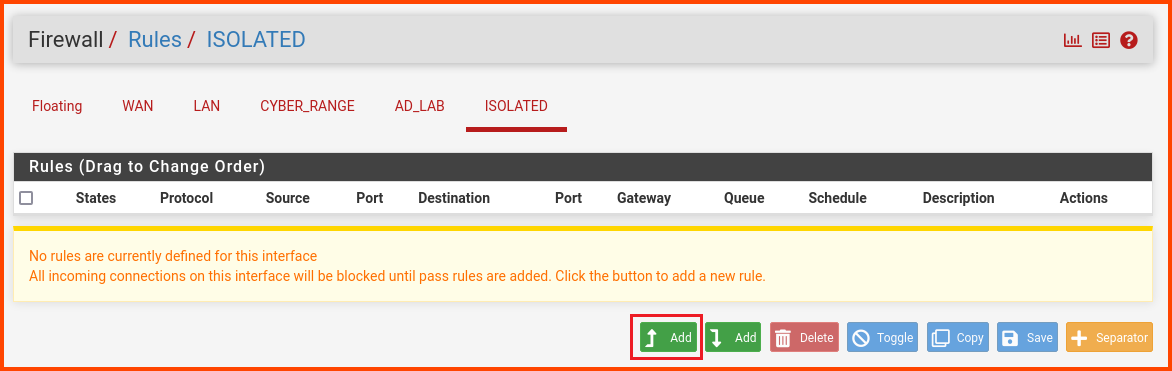 Firewall / Rules / ISOLATED
Floating WAN LAN CYBER_RANGE AD_LAB ISOLATED
Rules (Drag to Change Order)
States Protocol Source Port Destination Port Gateway Queue Schedule Description Actions
No rules are currently defined for this interface
All incoming connections on this interface will be blocked until pass rules are added. Click the button to add a new rule.
Add Add Delete Toggle Copy Save Separator